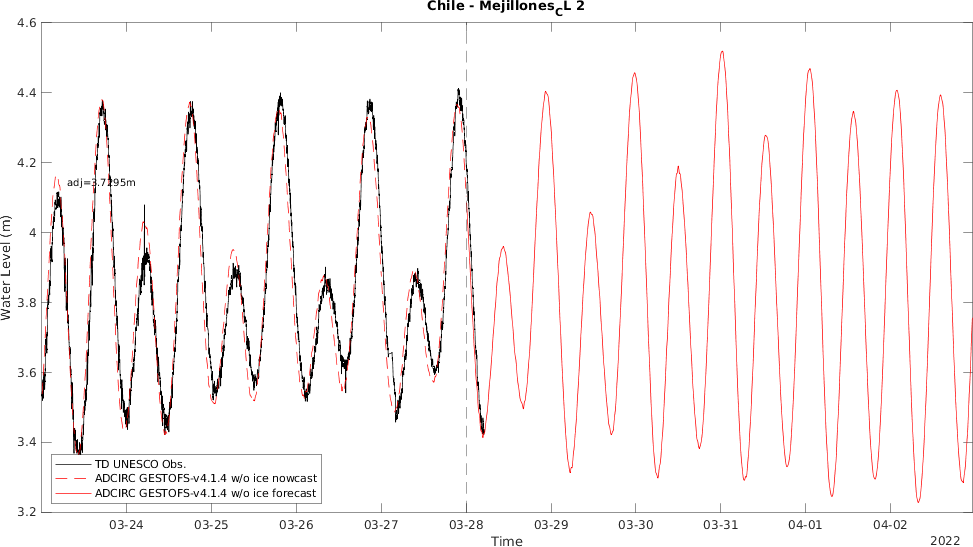 Chile - Mejillones_CL 2
4.6
4.4
4.2
4
3.8
3.6
3.4
3.2
Water Level (m)
adj=3.7295m
TD UNESCO Obs.
ADCIRC GESTOFS-v4.1.4 w/o ice nowcast
ADCIRC GESTOFS-v4.1.4 w/o ice forecast
03-24 03-25 03-26 03-27 03-28 03-29 03-30 03-31 04-01 04-02
Time
2022